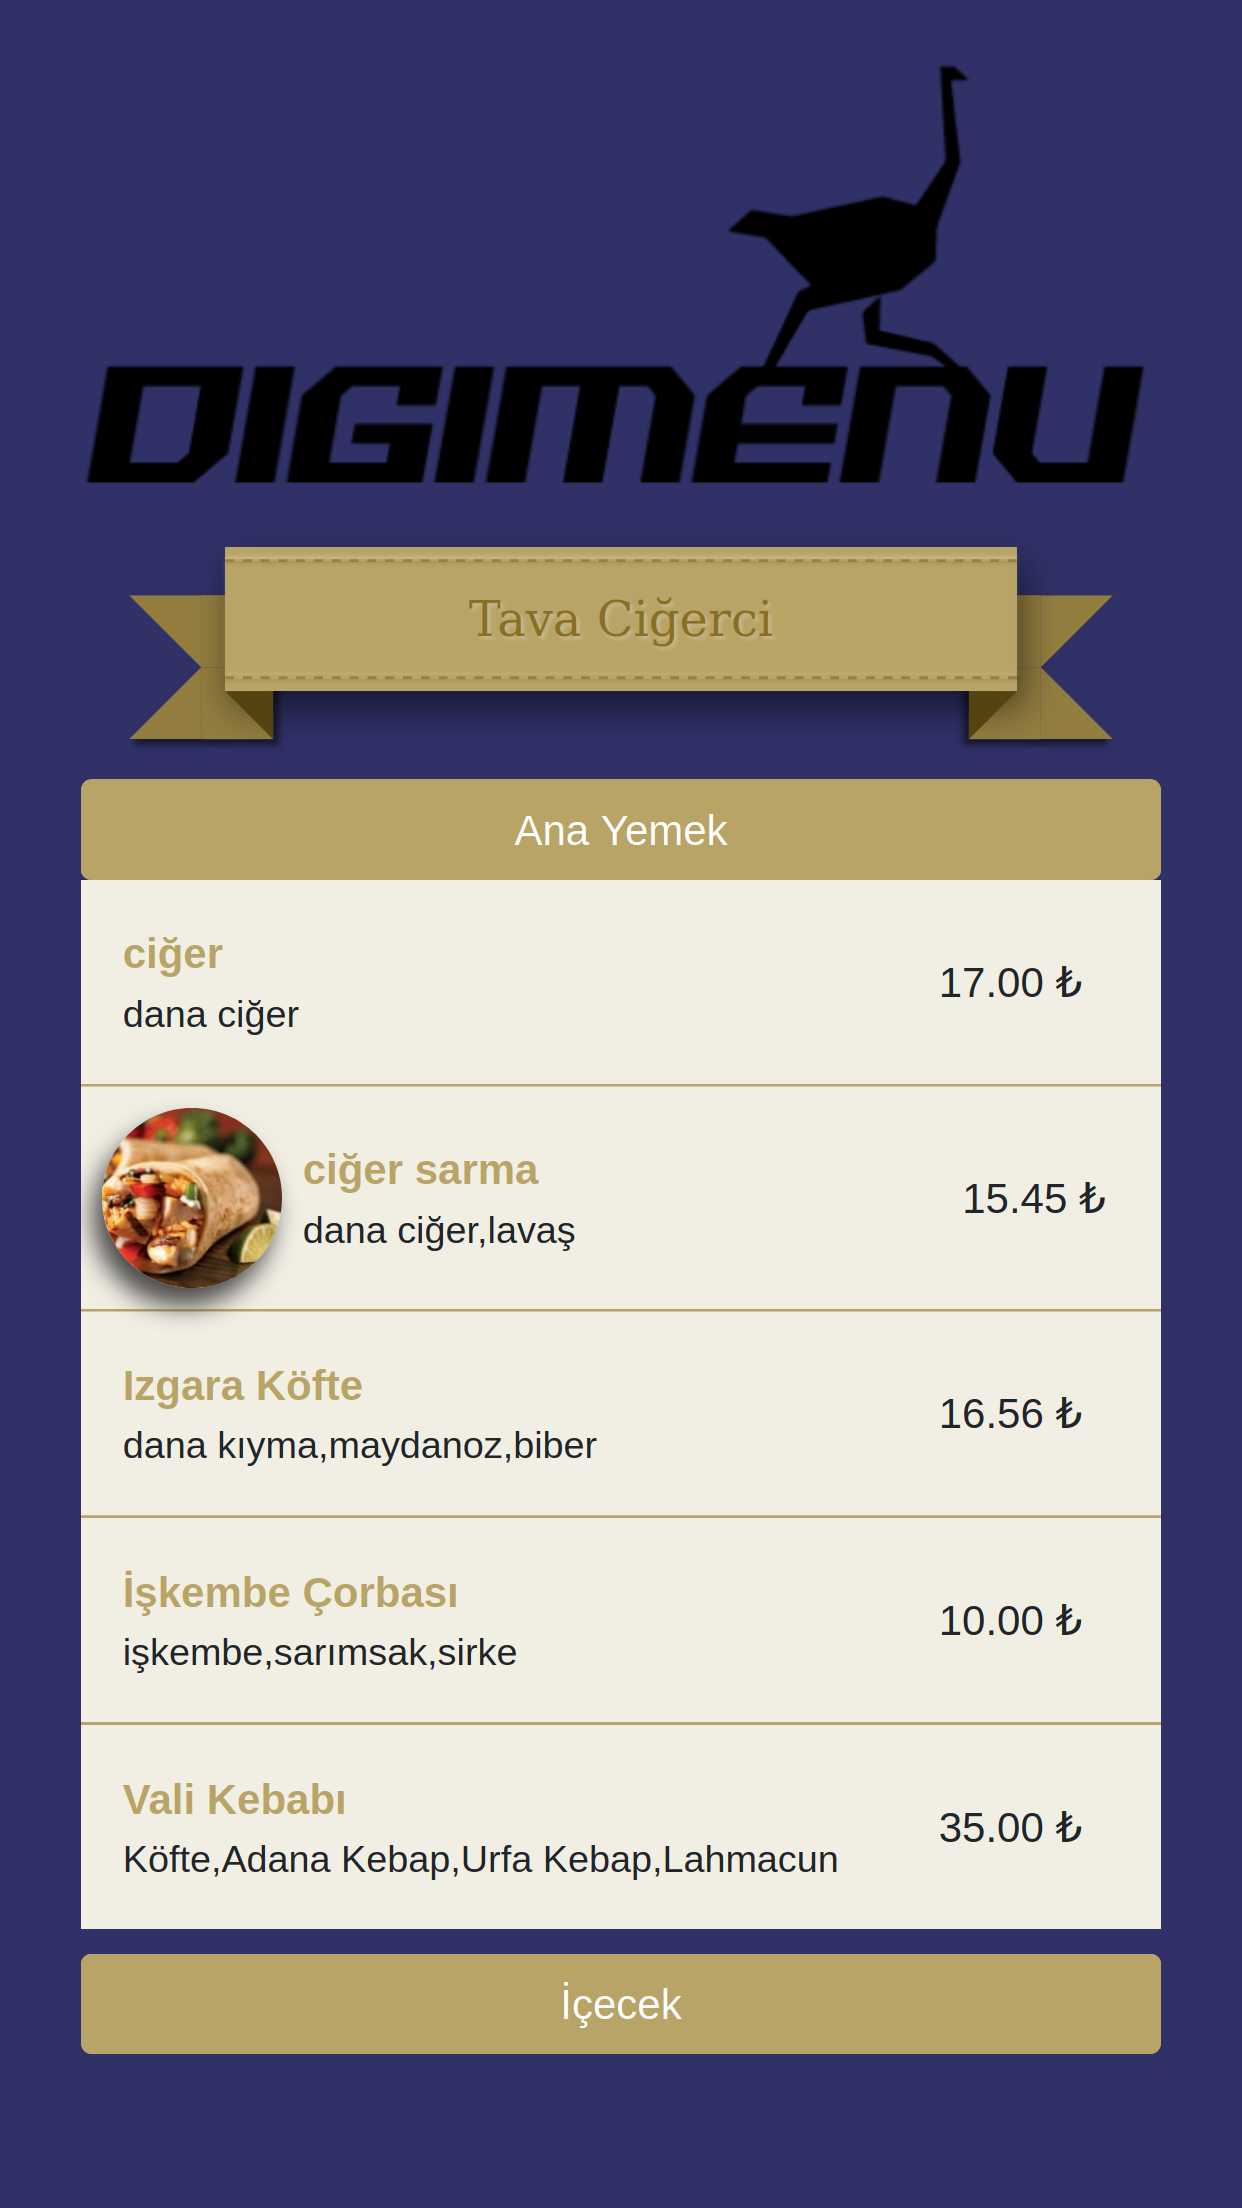 DIGIMENU
Tava Ciğerci
Ana Yemek
ciğer
dana ciğer
17.00 ₺
ciğer sarma
dana ciğer,lavaş
15.45 ₺
Izgara Köfte
dana kıyma,maydanoz,biber
16.56 ₺
İşkembe Çorbası
işkembe,sarımsak,sirke
10.00 ₺
Vali Kebabı
Köfte,Adana Kebap,Urfa Kebap,Lahmacun
35.00 ₺
İçecek